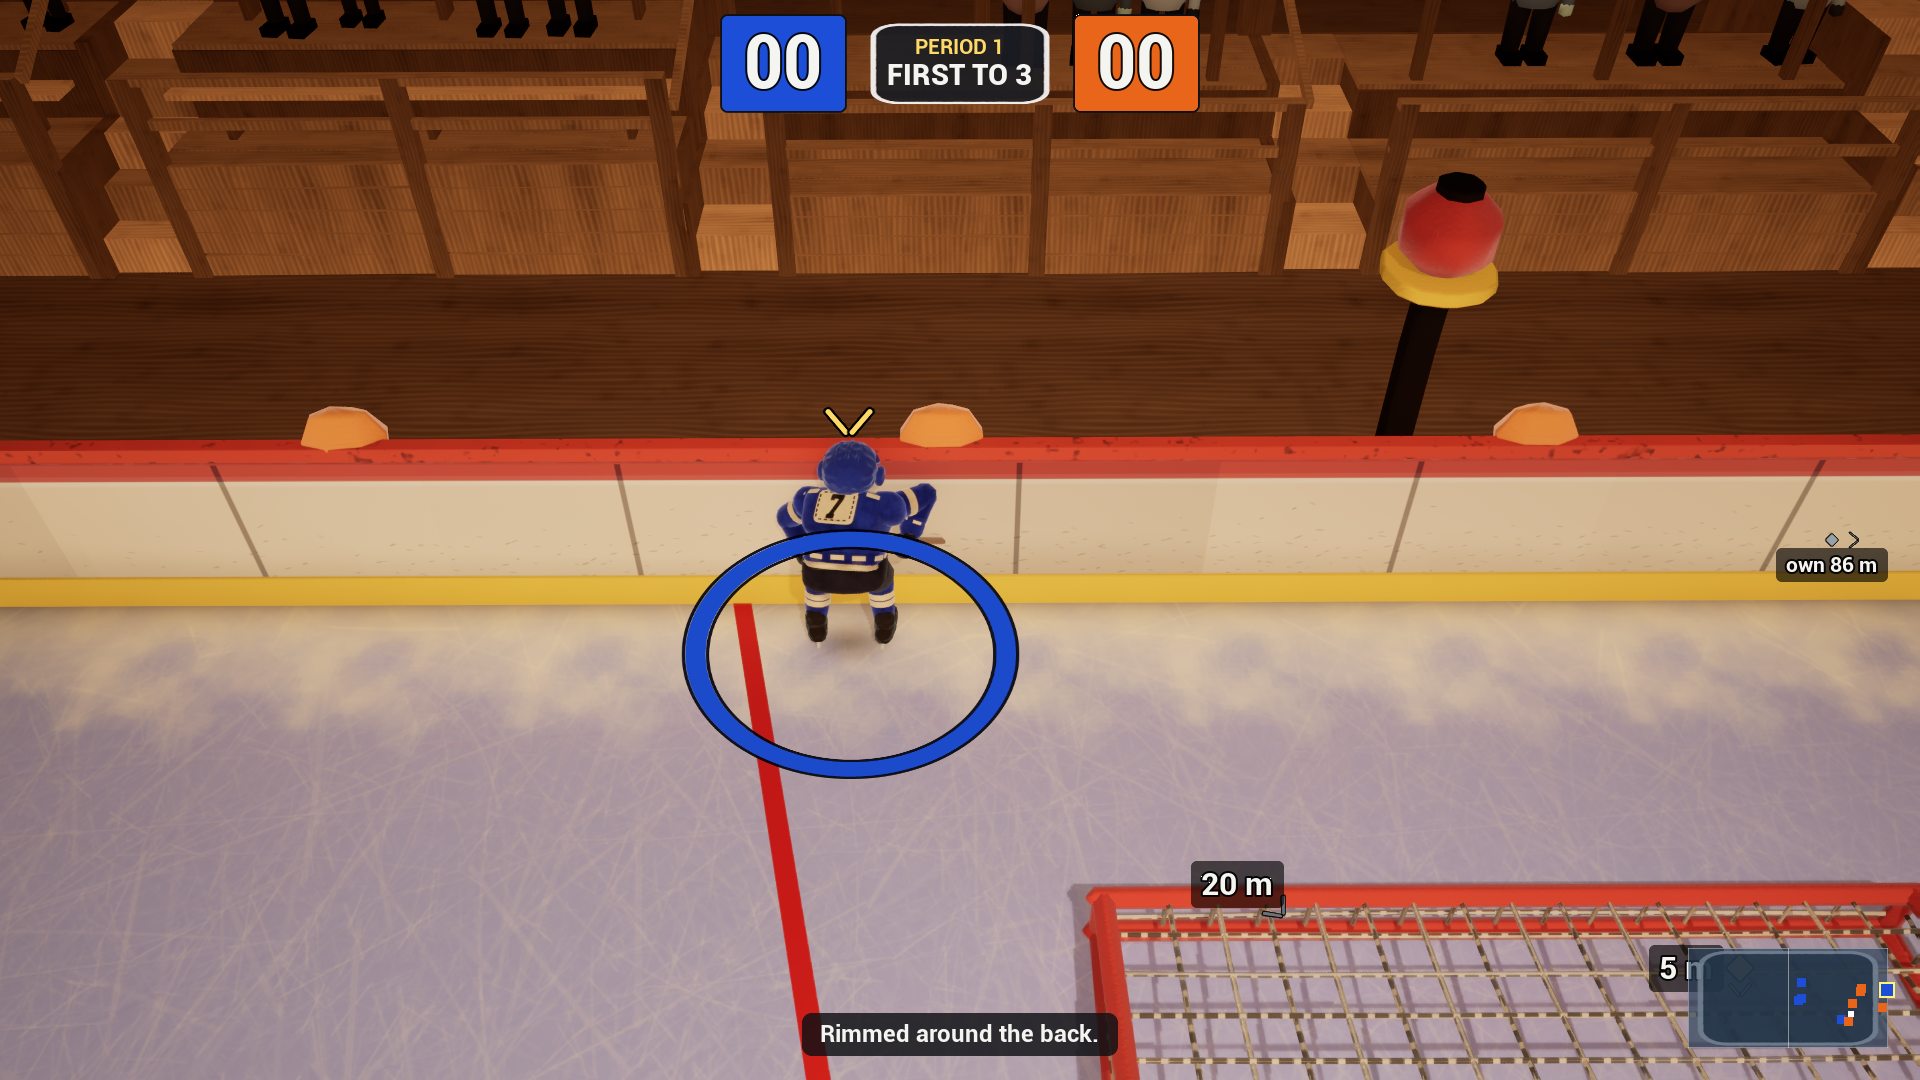 00
PERIOD 1
FIRST TO 3
00
7
own 86 m
20 m
5 m
Rimmed around the back.